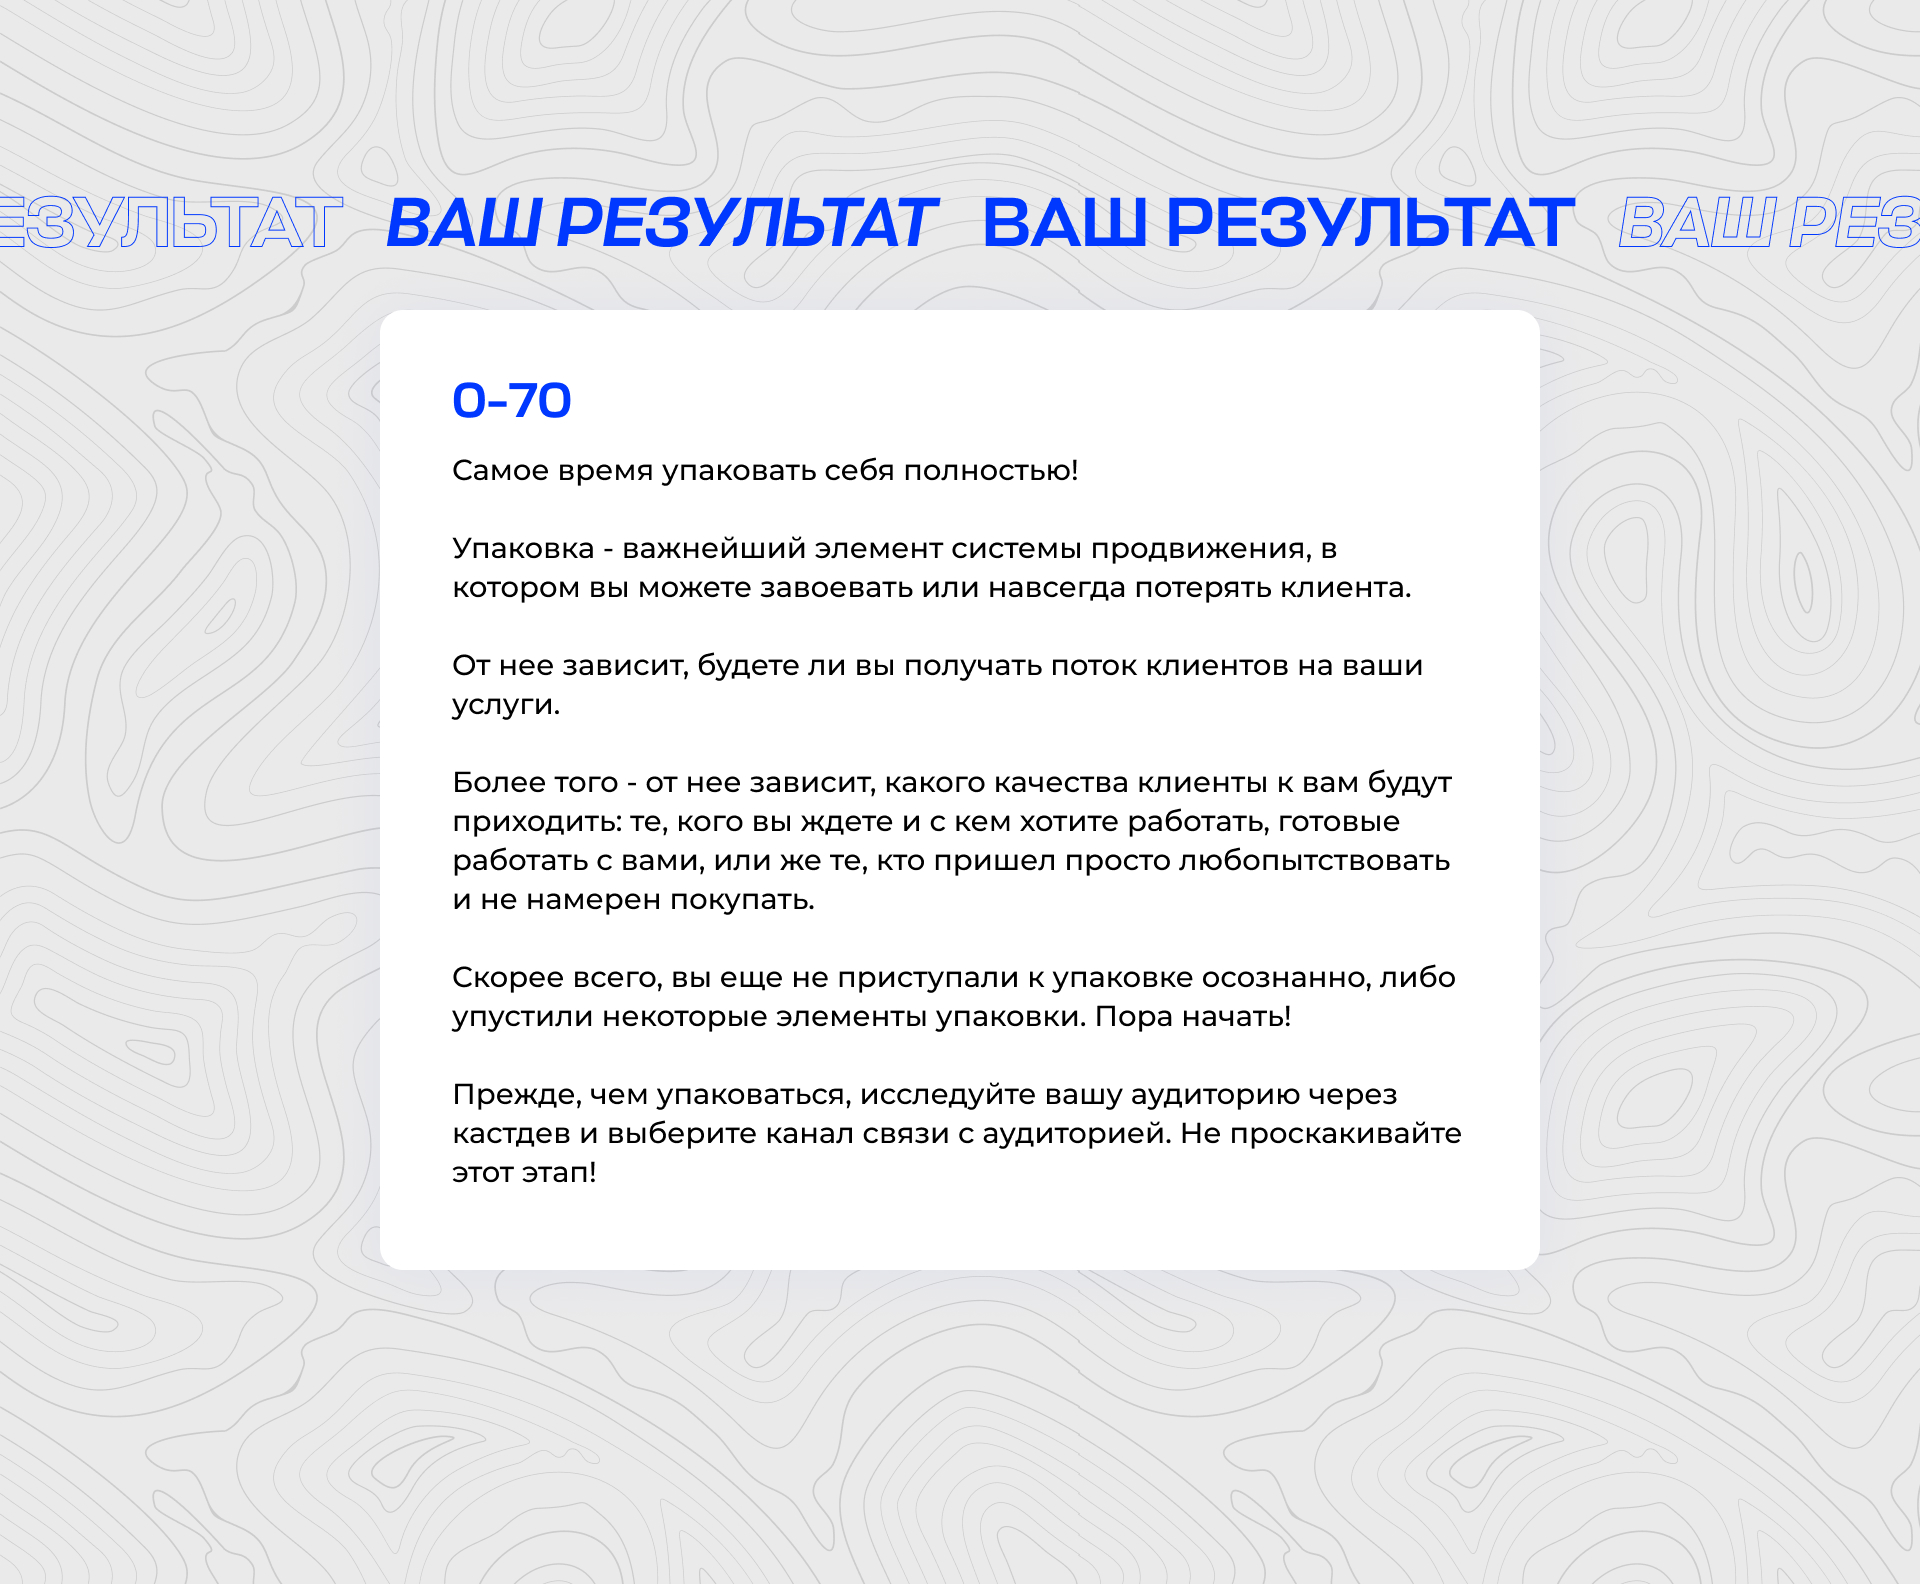 ЕЗУЛЬТАТ ВАШ РЕЗУЛЬТАТ ВАШ РЕЗУЛЬТАТ ВАШ РЕЗ
0-70
Самое время упаковать себя полностью!
Упаковка - важнейший элемент системы продвижения, в
котором вы можете завоевать или навсегда потерять клиента.
От нее зависит, будете ли вы получать поток клиентов на ваши
услуги.
Более того - от нее зависит, какого качества клиенты к вам будут
приходить: те, кого вы ждете и с кем хотите работать, готовые
работать с вами, или же те, кто пришел просто любопытствовать
и не намерен покупать.
Скорее всего, вы еще не приступали к упаковке осознанно, либо
упустили некоторые элементы упаковки. Пора начать!
Прежде, чем упаковаться, исследуйте вашу аудиторию через
кастдев и выберите канал связи с аудиторией. Не проскакивайте
этот этап!